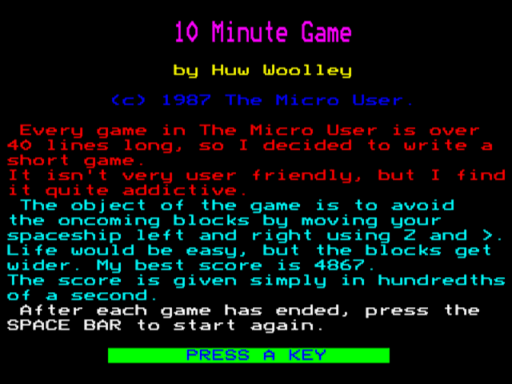 10 Minute Game
by Huw Woolley
(c) 1987 The Micro User.
Every game in The Micro User is over
40 lines long, so I decided to write a
short game.
It isn't very user friendly, but I find
it quite addictive.
The object of the game is to avoid
the oncoming blocks by moving your
spaceship left and right using Z and >.
Life would be easy, but the blocks get
wider. My best score is 4867.
The score is given simply in hundredths
of a second.
After each game has ended, press the
SPACE BAR to start again.
PRESS A KEY